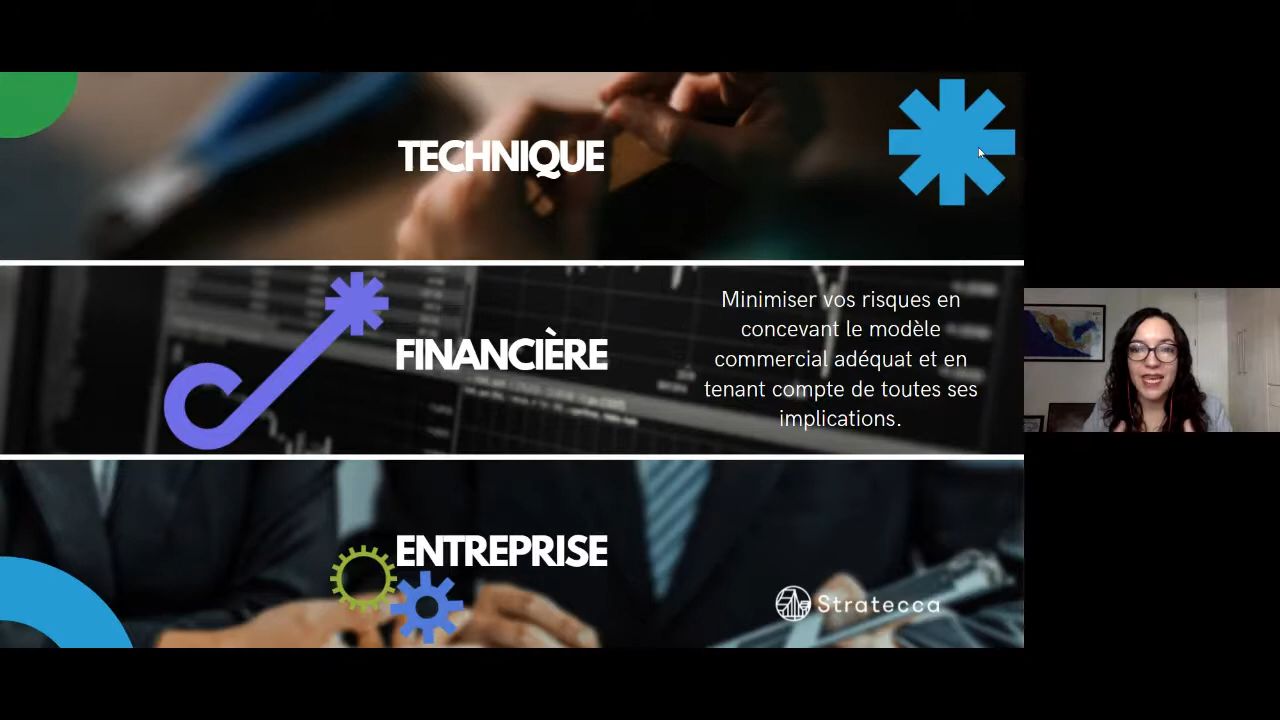 TECHNIQUE
FINANCIÈRE
Minimiser vos risques en
concevant le modèle
commercial adéquat et en
tenant compte de toutes ses
implications.
ENTREPRISE
Stratecca